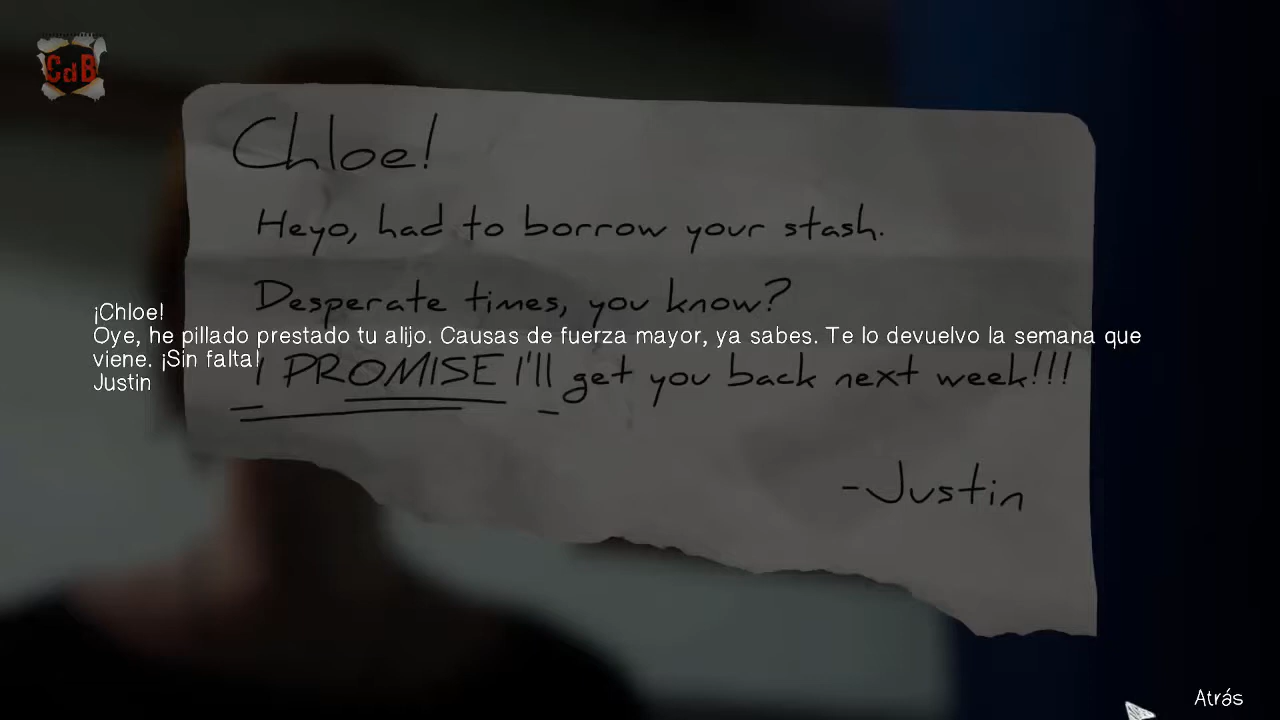 CdB
Chloe!
Heyo, had to borrow your stash.
Desperate times, you know?
I PROMISE I'll get you back next week!!!
-Justin
¡Chloe!
Oye, he pillado prestado tu alijo. Causas de fuerza mayor, ya sabes. Te lo devuelvo la semana que
viene. ¡Sin falta!
Justin
Atrás